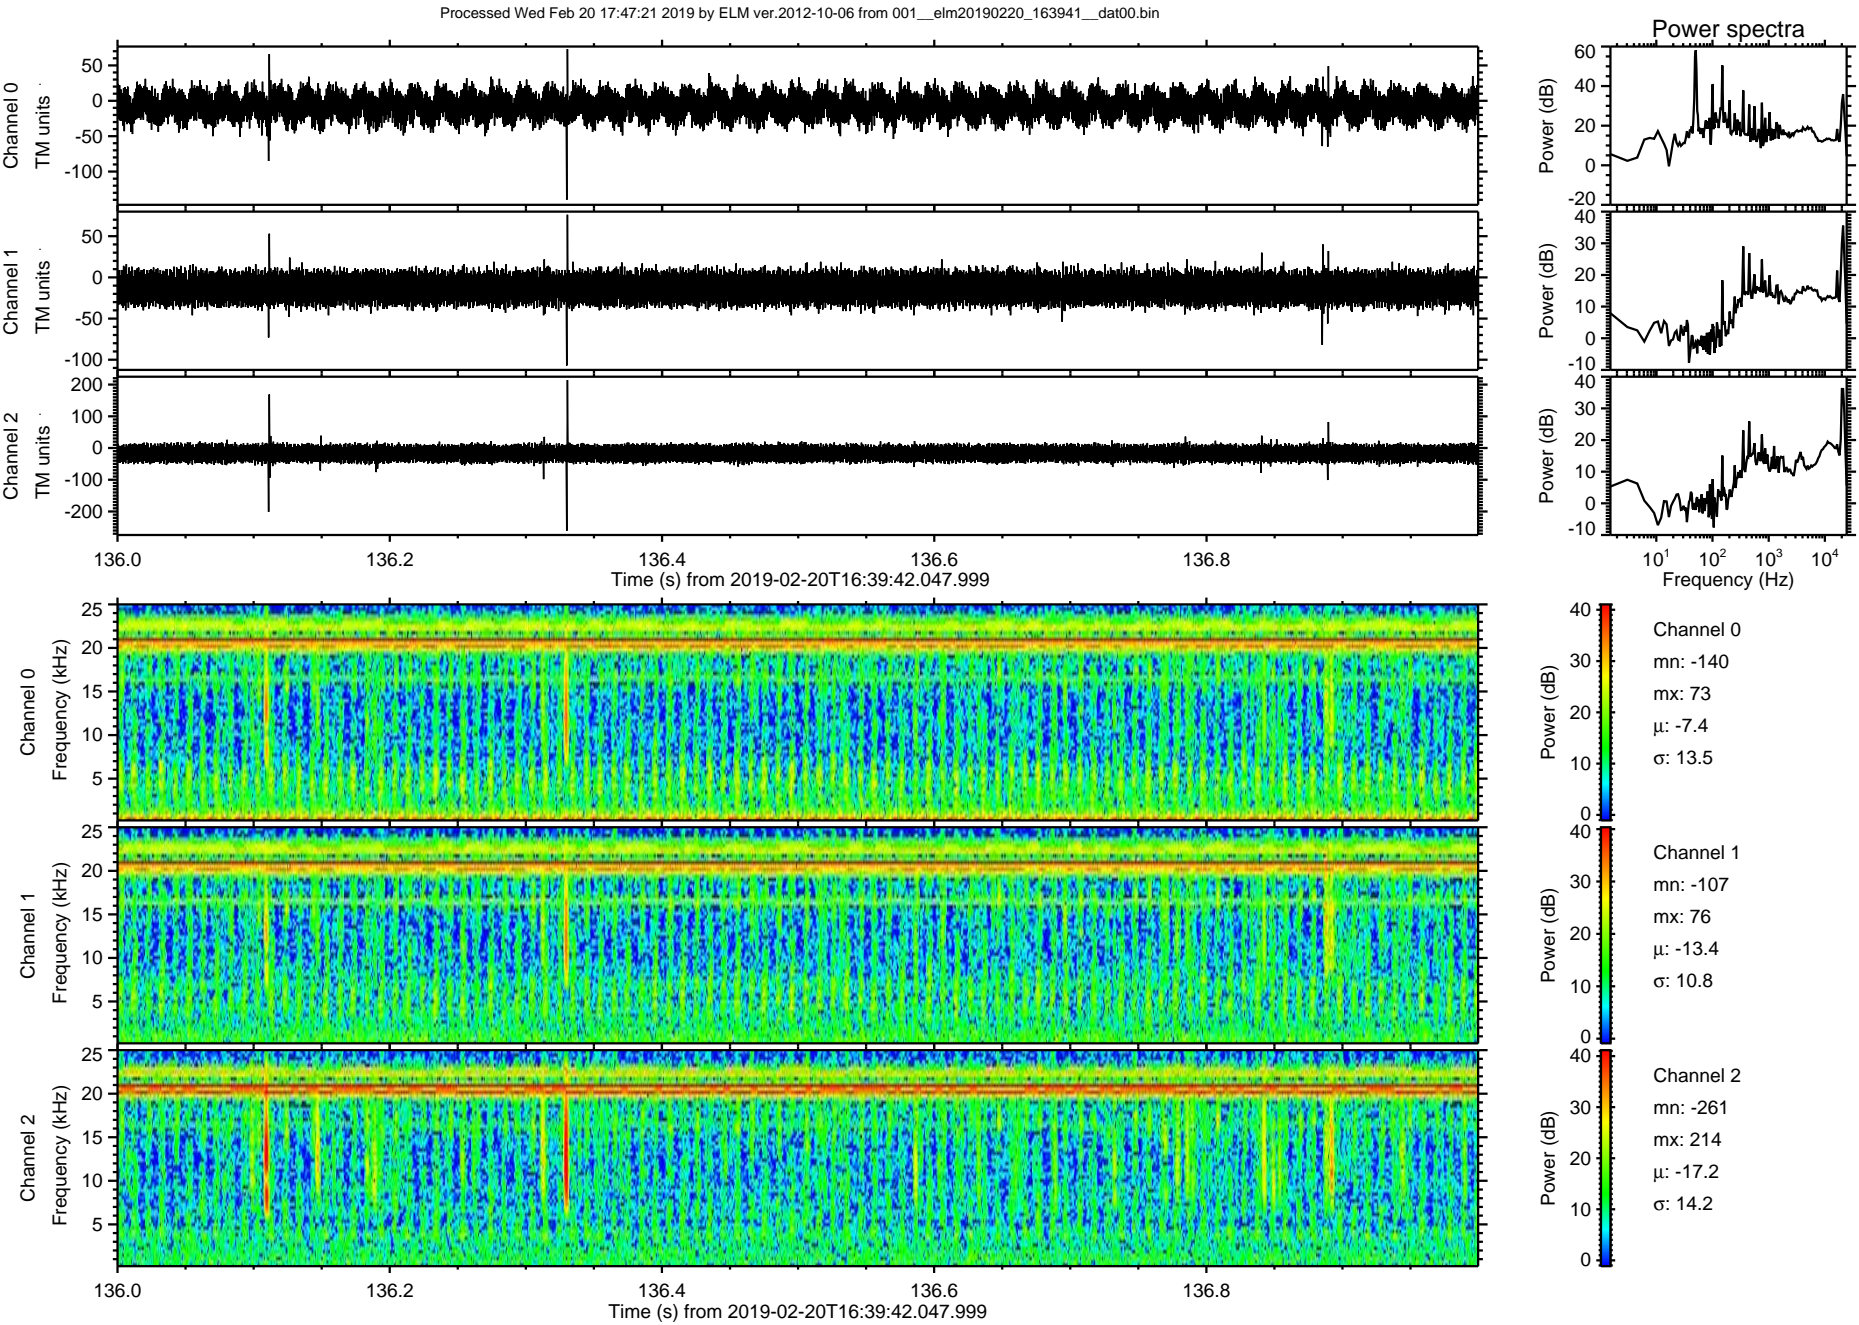 Processed Wed Feb 20 17:47:21 2019 by ELM ver.2012-10-06 from 001__elm20190220_163941__dat00.bin
Power spectra
Channel 0
TM units
50
0
-50
-100
Power (dB)
60
40
20
0
-20
Channel 1
TM units
50
0
-50
-100
Power (dB)
40
30
20
10
0
-10
Channel 2
TM units
200
100
0
-100
-200
Power (dB)
40
30
20
10
0
-10
136.0 136.2 136.4 136.6 136.8
Time (s) from 2019-02-20T16:39:42.047.999
10¹ 10² 10³ 10⁴
Frequency (Hz)
Channel 0
Frequency (kHz)
25
20
15
10
5
Power (dB)
40
30
20
10
0
Channel 0
mn: -140
mx: 73
μ: -7.4
σ: 13.5
Channel 1
Frequency (kHz)
25
20
15
10
5
Power (dB)
40
30
20
10
0
Channel 1
mn: -107
mx: 76
μ: -13.4
σ: 10.8
Channel 2
Frequency (kHz)
25
20
15
10
5
Power (dB)
40
30
20
10
0
Channel 2
mn: -261
mx: 214
μ: -17.2
σ: 14.2
136.0 136.2 136.4 136.6 136.8
Time (s) from 2019-02-20T16:39:42.047.999